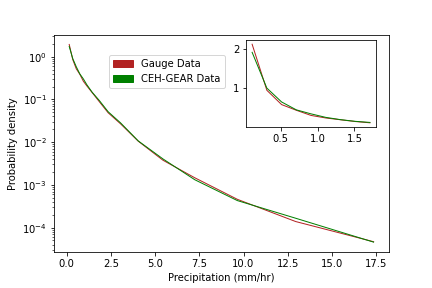 Gauge Data
CEH-GEAR Data
2
1
0.5 1.0 1.5
10⁰
10⁻¹
10⁻²
10⁻³
10⁻⁴
Probability density
0.0 2.5 5.0 7.5 10.0 12.5 15.0 17.5
Precipitation (mm/hr)